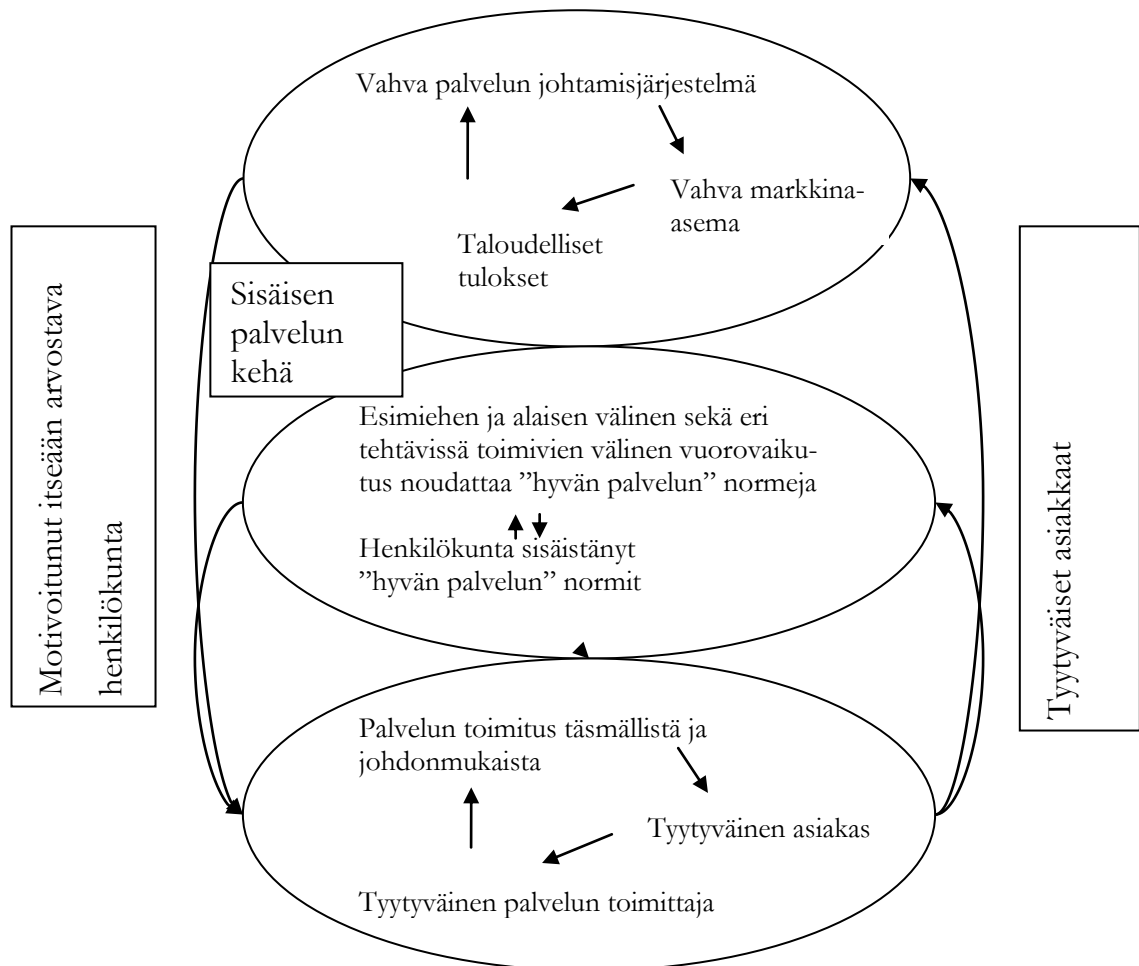 Vahva palvelun johtamisjärjestelmä
Vahva markkina-
asema
Taloudelliset
tulokset
Sisäisen
palvelun
kehä
Motivoitunut itseään arvostava
henkilökunta
Esimiehen ja alaisen välinen sekä eri
tehtävissä toimivien välinen vuorovaiku-
tus noudattaa ”hyvän palvelun” normeja
Henkilökunta sisäistänyt
”hyvän palvelun” normit
Tyytyväiset asiakkaat
Palvelun toimitus täsmällistä ja
johdonmukaista
Tyytyväinen asiakas
Tyytyväinen palvelun toimittaja